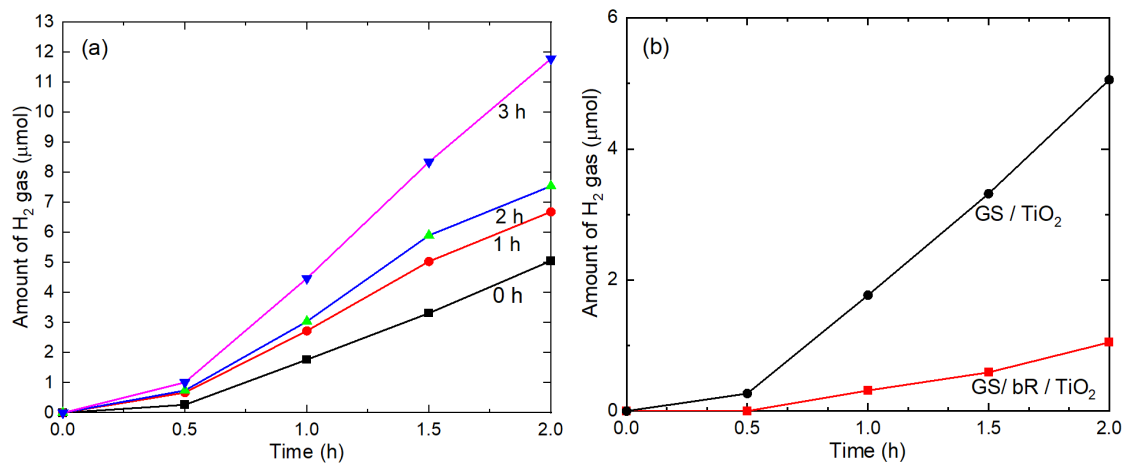 (a)
Amount of H₂ gas (μmol)
13
12
11
10
9
8
7
6
5
4
3
2
1
0
3 h
2 h
1 h
0 h
0.0 0.5 1.0 1.5 2.0
Time (h)
(b)
Amount of H₂ gas (μmol)
6
4
2
0
GS / TiO₂
GS/ bR / TiO₂
0.0 0.5 1.0 1.5 2.0
Time (h)